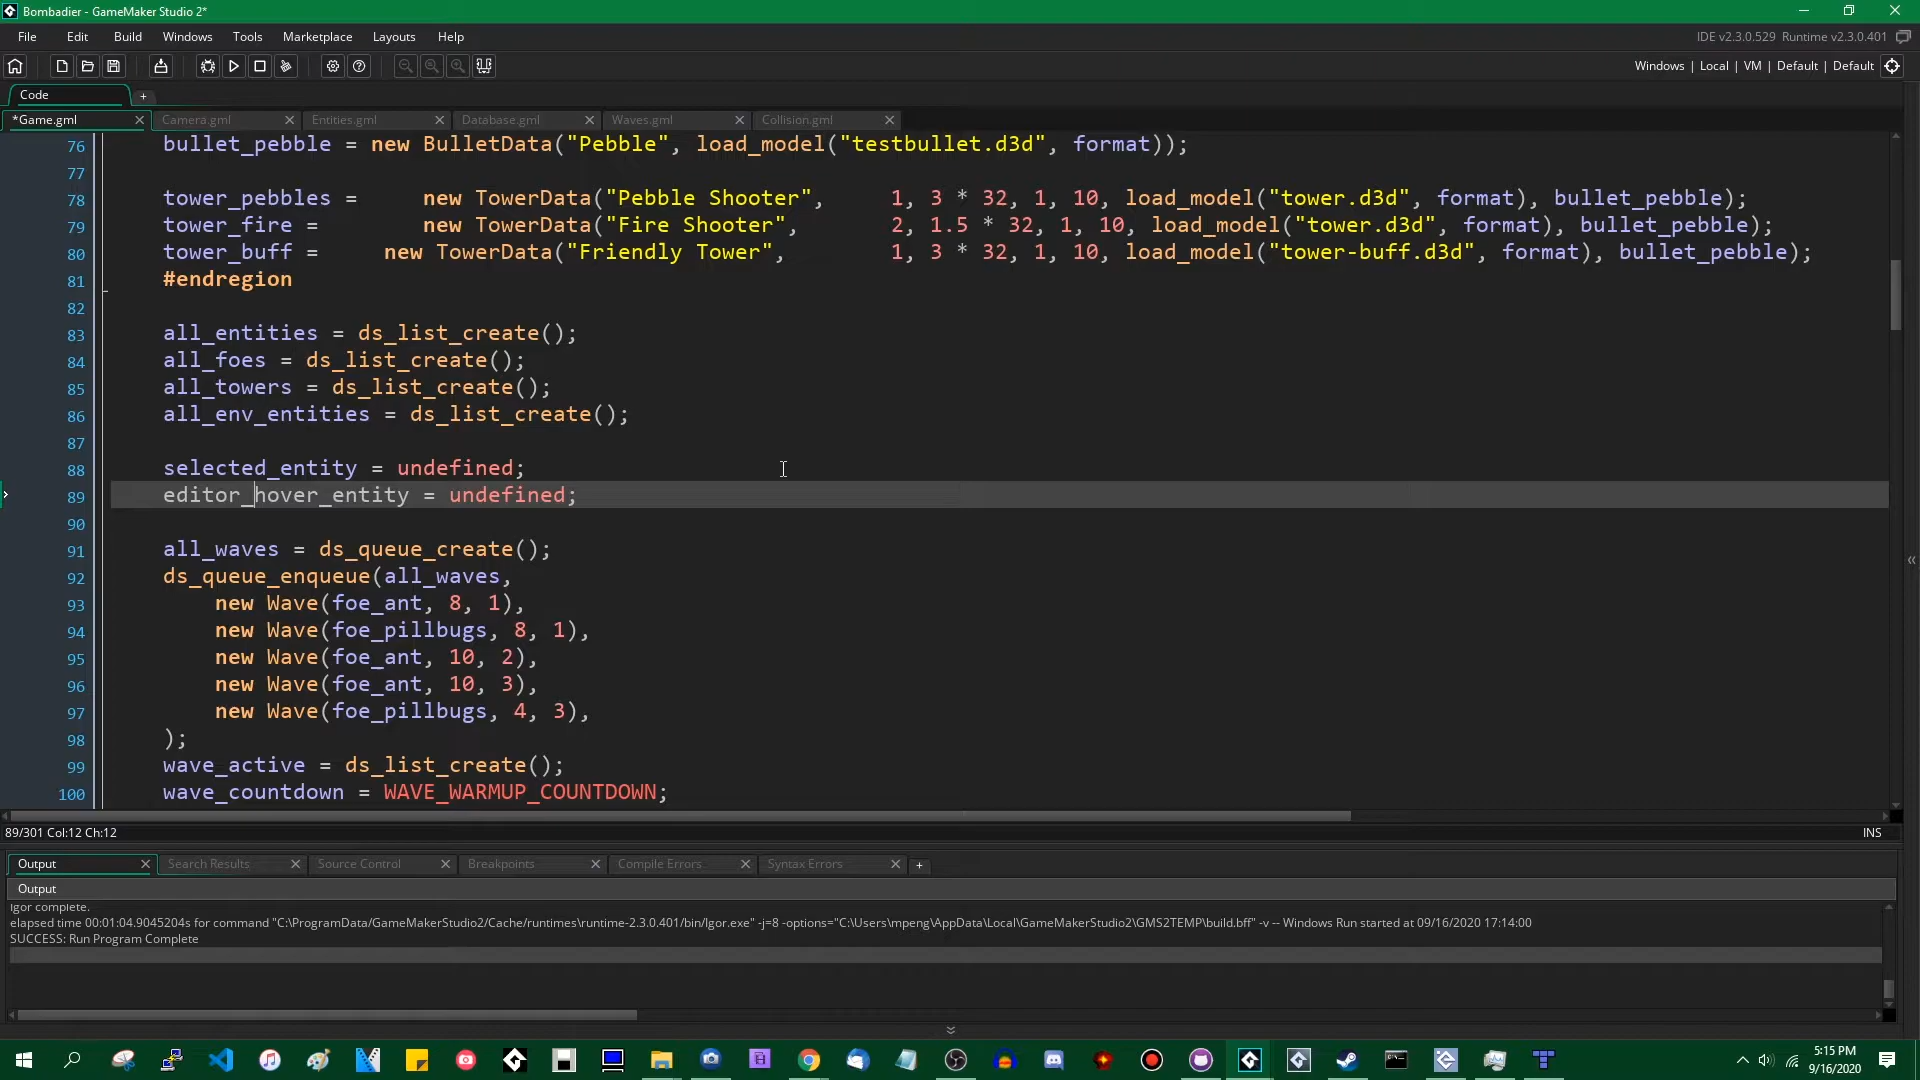 Bombadier - GameMaker Studio 2*
File Edit Build Windows Tools Marketplace Layouts Help
IDE v2.3.0.529 Runtime v2.3.0.401
Windows | Local | VM | Default | Default
Code
*Game.gml Camera.gml Entities.gml Database.gml Waves.gml Collision.gml
76 bullet_pebble = new BulletData("Pebble", load_model("testbullet.d3d", format));
77
78 tower_pebbles = new TowerData("Pebble Shooter", 1, 3 * 32, 1, 10, load_model("tower.d3d", format), bullet_pebble);
79 tower_fire = new TowerData("Fire Shooter", 2, 1.5 * 32, 1, 10, load_model("tower.d3d", format), bullet_pebble);
80 tower_buff = new TowerData("Friendly Tower", 1, 3 * 32, 1, 10, load_model("tower-buff.d3d", format), bullet_pebble);
81 #endregion
82
83 all_entities = ds_list_create();
84 all_foes = ds_list_create();
85 all_towers = ds_list_create();
86 all_env_entities = ds_list_create();
87
88 selected_entity = undefined;
89 editor_hover_entity = undefined;
90
91 all_waves = ds_queue_create();
92 ds_queue_enqueue(all_waves,
93 new Wave(foe_ant, 8, 1),
94 new Wave(foe_pillbugs, 8, 1),
95 new Wave(foe_ant, 10, 2),
96 new Wave(foe_ant, 10, 3),
97 new Wave(foe_pillbugs, 4, 3),
98 );
99 wave_active = ds_list_create();
100 wave_countdown = WAVE_WARMUP_COUNTDOWN;
89/301 Col:12 Ch:12
INS
Output Search Results Source Control Breakpoints Compile Errors Syntax Errors
Output
Igor complete.
elapsed time 00:01:04.9045204s for command "C:\ProgramData/GameMakerStudio2/Cache/runtimes\runtime-2.3.0.401/bin/Igor.exe" -j=8 -options="C:\Users\mpeng\AppData\Local\GameMakerStudio2\GMS2TEMP\build.bff" -v -- Windows Run started at 09/16/2020 17:14:00
SUCCESS: Run Program Complete
5:15 PM
9/16/2020